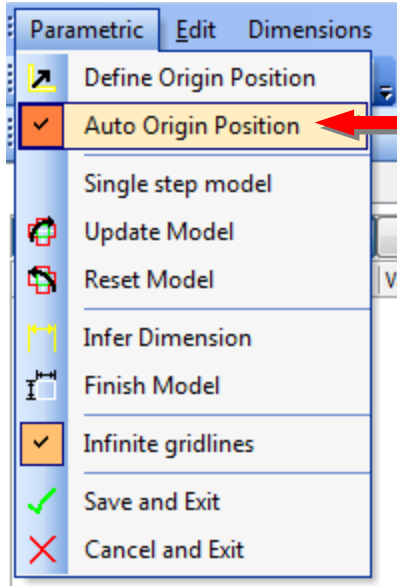 Parametric Edit Dimensions
Define Origin Position
Auto Origin Position
Single step model
Update Model
Reset Model
Infer Dimension
Finish Model
Infinite gridlines
Save and Exit
Cancel and Exit